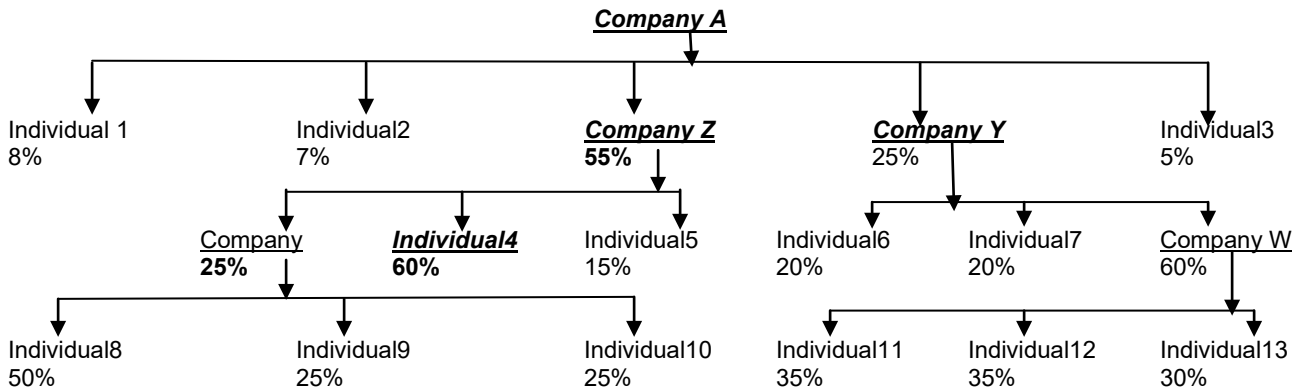 Company A
Individual 1 Individual2 Company Z Company Y Individual3
8% 7% 55% 25% 5%
Company Individual4 Individual5 Individual6 Individual7 Company W
25% 60% 15% 20% 20% 60%
Individual8 Individual9 Individual10 Individual11 Individual12 Individual13
50% 25% 25% 35% 35% 30%